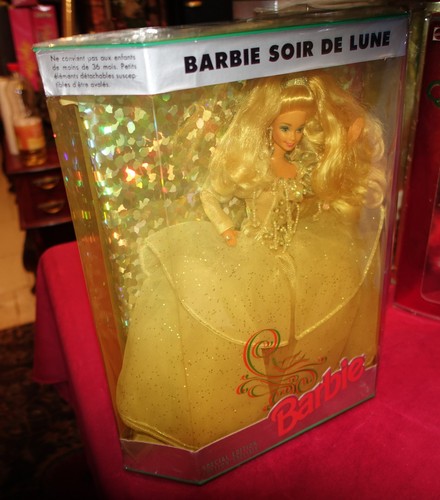 Ne convient pas aux enfants
de moins de 36 mois. Petits
éléments détachables suscep
tibles d'être avalés.
BARBIE SOIR DE LUNE
Barbie